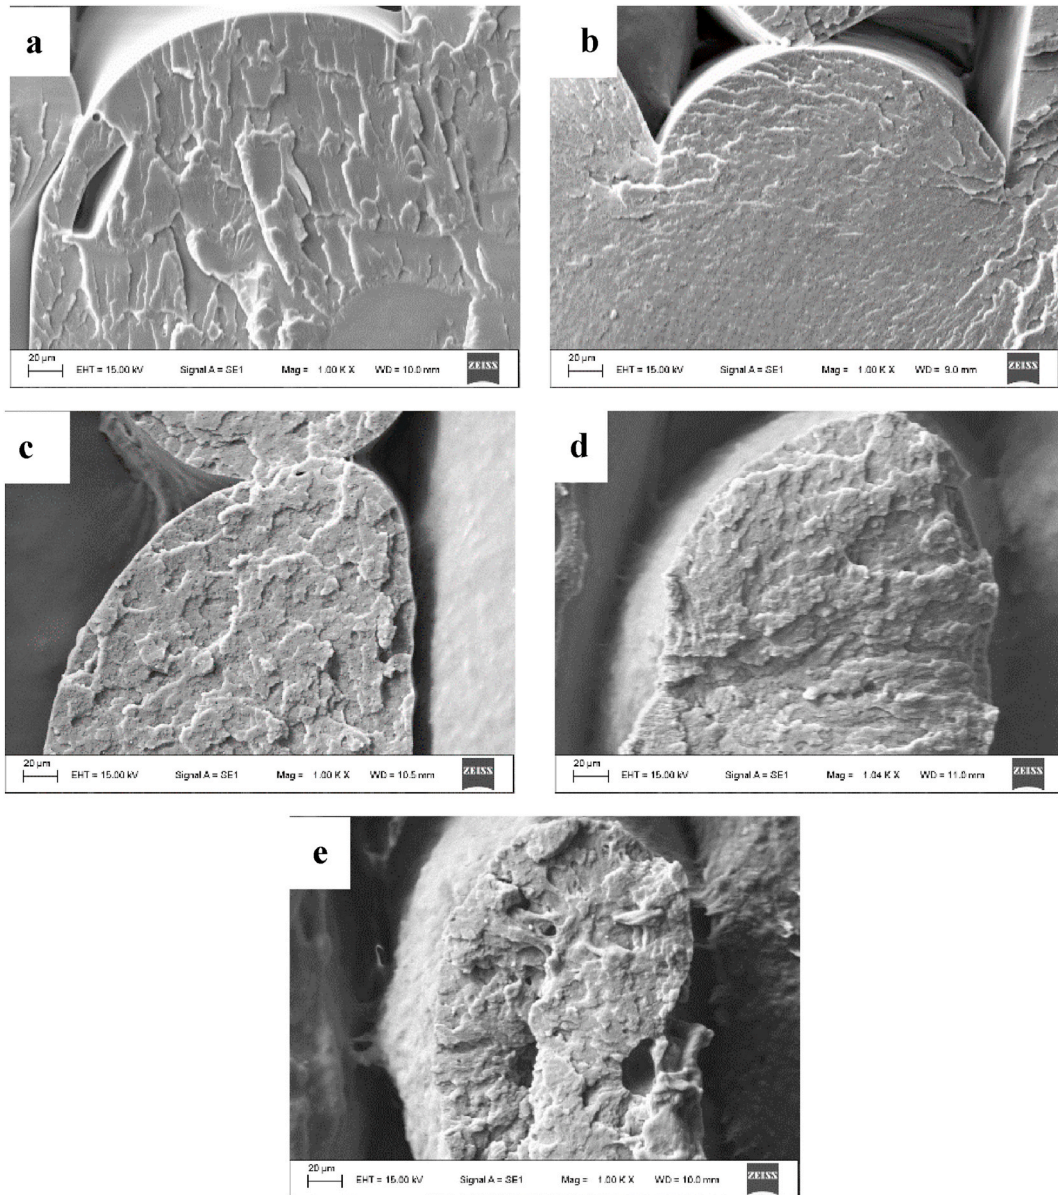 a
20 µm
EHT = 15.00 kV Signal A = SE1 Mag = 1.00 K X WD = 10.0 mm ZEISS
b
20 µm
EHT = 15.00 kV Signal A = SE1 Mag = 1.00 K X WD = 9.0 mm ZEISS
c
20 µm
EHT = 15.00 kV Signal A = SE1 Mag = 1.00 K X WD = 10.5 mm ZEISS
d
20 µm
EHT = 15.00 kV Signal A = SE1 Mag = 1.04 K X WD = 11.0 mm ZEISS
e
20 µm
EHT = 15.00 kV Signal A = SE1 Mag = 1.00 K X WD = 10.0 mm ZEISS